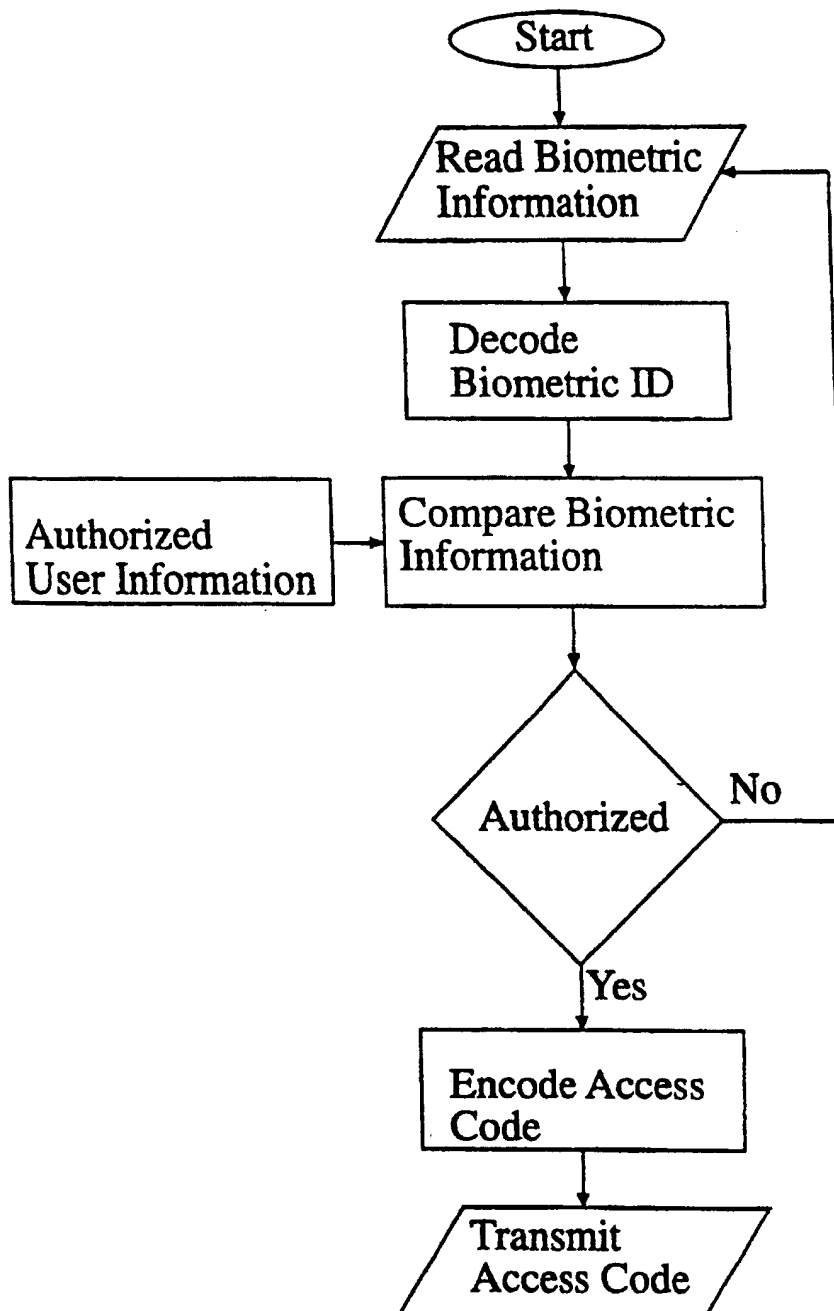 Start
Read Biometric
Information
Decode
Biometric ID
Authorized
User Information
Compare Biometric
Information
Authorized
No
Yes
Encode Access
Code
Transmit
Access Code